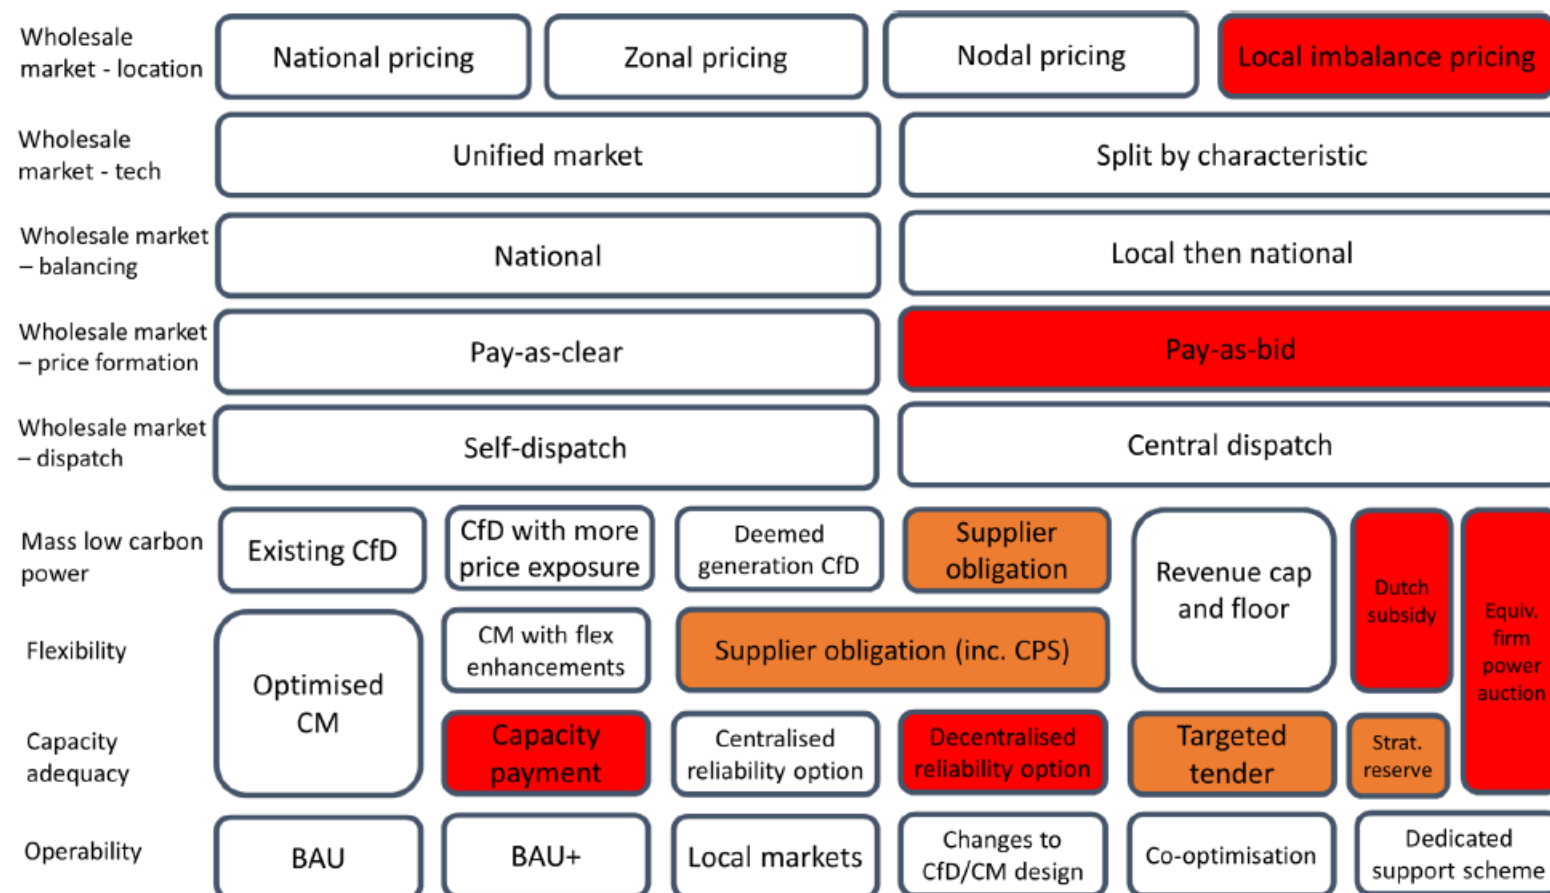 Wholesale
market - location
National pricing
Zonal pricing
Nodal pricing
Local imbalance pricing
Wholesale
market - tech
Unified market
Split by characteristic
Wholesale market
– balancing
National
Local then national
Wholesale market
– price formation
Pay-as-clear
Pay-as-bid
Wholesale market
– dispatch
Self-dispatch
Central dispatch
Mass low carbon
power
Existing CfD
CfD with more
price exposure
Deemed
generation CfD
Supplier
obligation
Revenue cap
and floor
Dutch
subsidy
Equiv.
firm
power
auction
Flexibility
Optimised
CM
CM with flex
enhancements
Supplier obligation (inc. CPS)
Capacity
adequacy
Capacity
payment
Centralised
reliability option
Decentralised
reliability option
Targeted
tender
Strat.
reserve
Operability
BAU
BAU+
Local markets
Changes to
CfD/CM design
Co-optimisation
Dedicated
support scheme